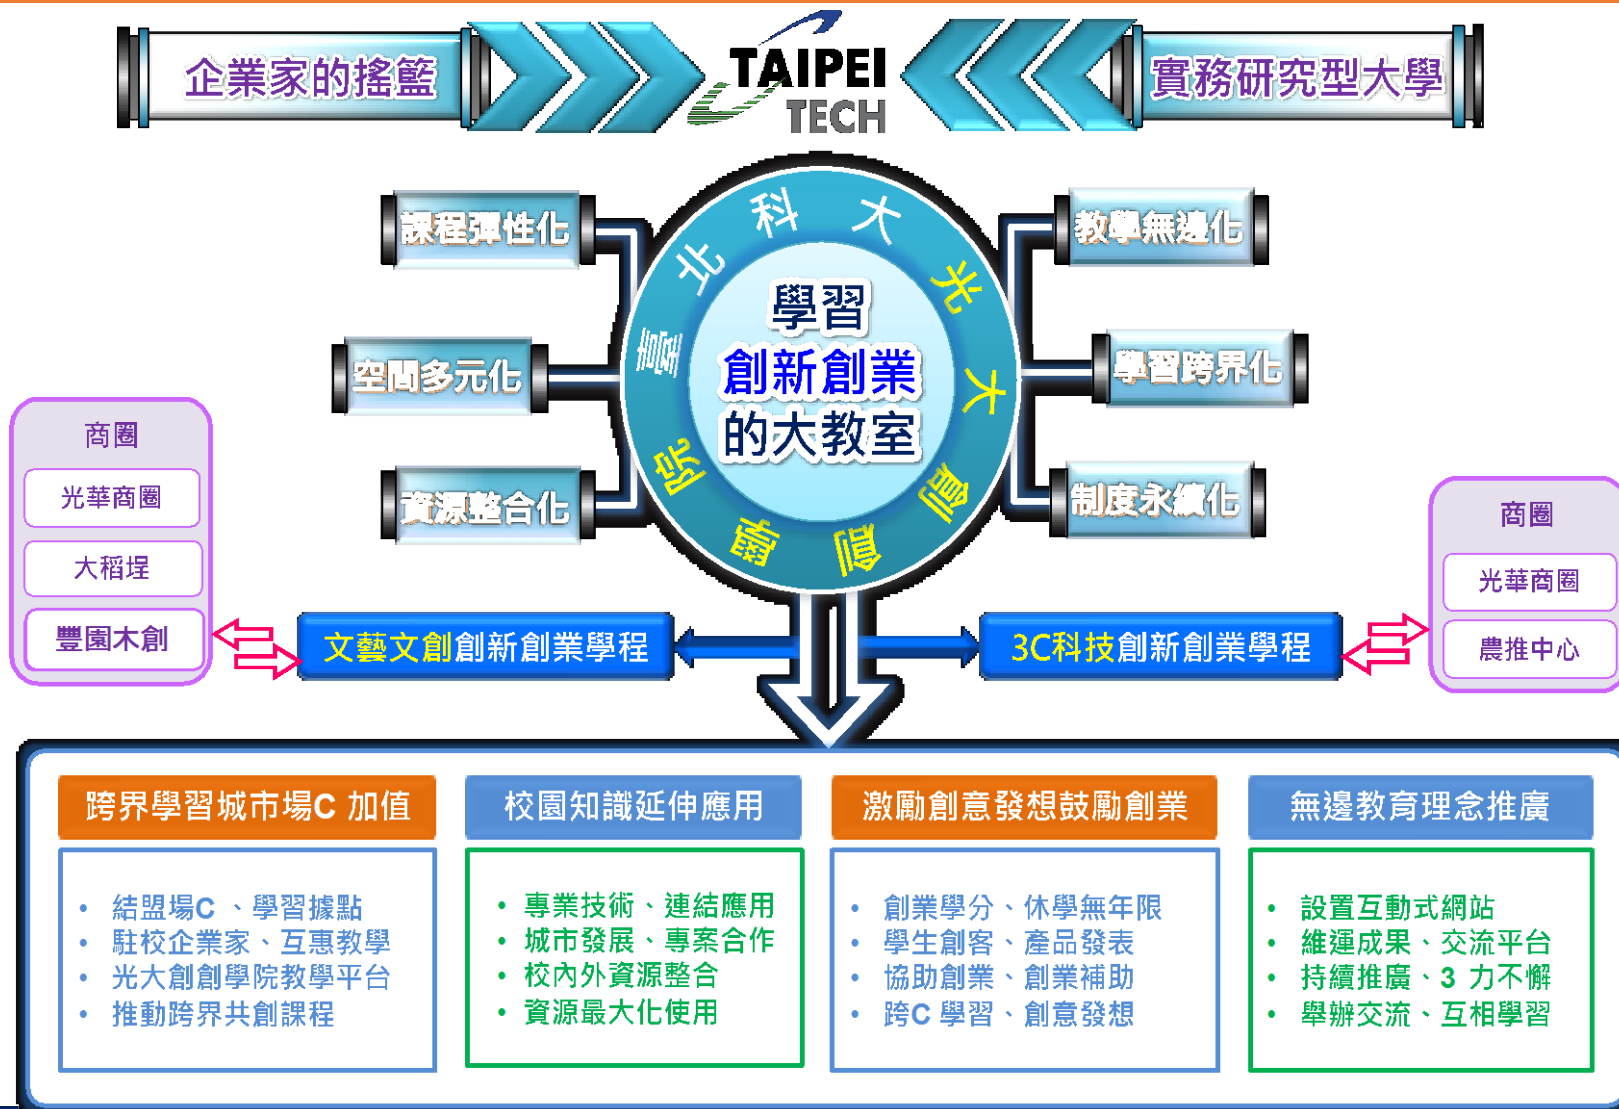 企業家的搖籃
TAIPEI
TECH
實務研究型大學
課程彈性化
空間多元化
資源整合化
臺北科大光大創創學院
學習
創新創業
的大教室
教學無邊化
學習跨界化
制度永續化
商圈
光華商圈
大稻埕
豐園木創
文藝文創創新創業學程
3C科技創新創業學程
商圈
光華商圈
農推中心
跨界學習城市場C 加值
• 結盟場C 、學習據點
• 駐校企業家、互惠教學
• 光大創創學院教學平台
• 推動跨界共創課程
校園知識延伸應用
• 專業技術、連結應用
• 城市發展、專案合作
• 校內外資源整合
• 資源最大化使用
激勵創意發想鼓勵創業
• 創業學分、休學無年限
• 學生創客、產品發表
• 協助創業、創業補助
• 跨C 學習、創意發想
無邊教育理念推廣
• 設置互動式網站
• 維運成果、交流平台
• 持續推廣、3 力不懈
• 舉辦交流、互相學習